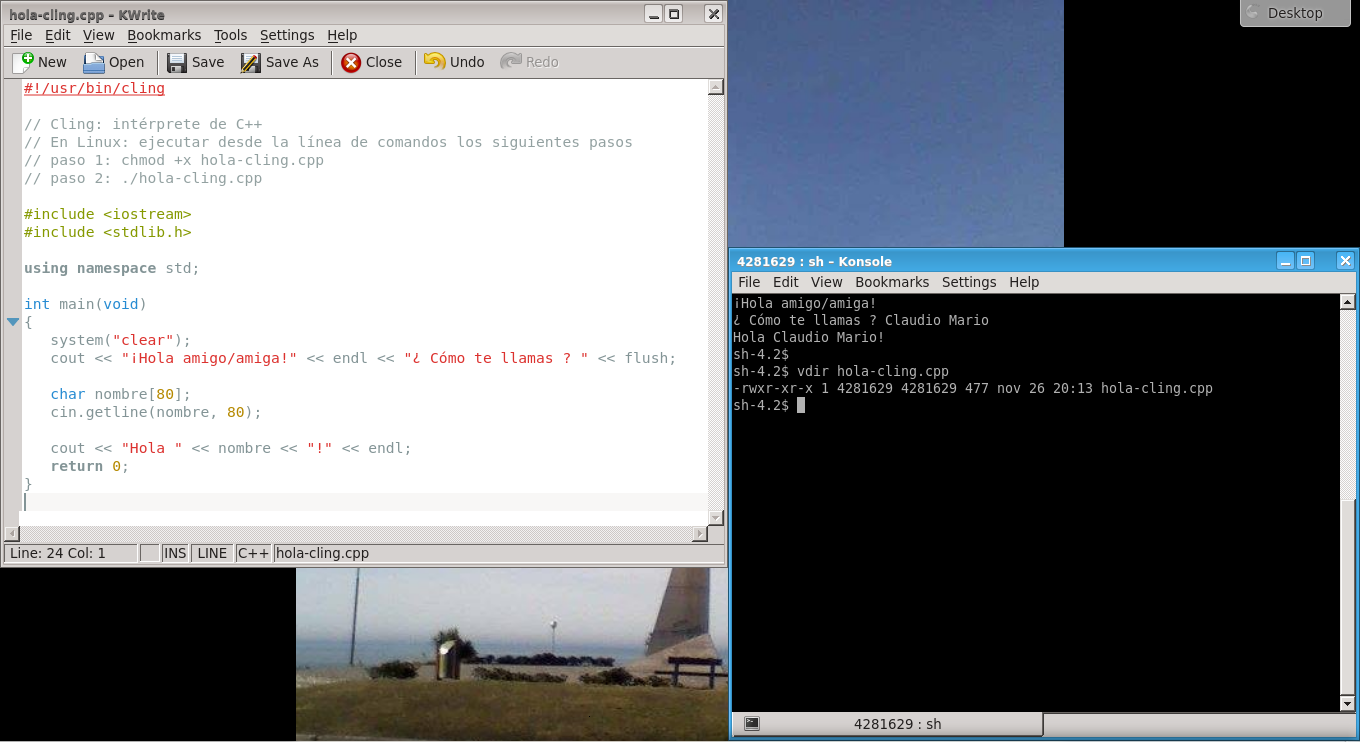 hola-cling.cpp – KWrite
File Edit View Bookmarks Tools Settings Help
New Open Save Save As Close Undo Redo
#!/usr/bin/cling
// Cling: intérprete de C++
// En Linux: ejecutar desde la línea de comandos los siguientes pasos
// paso 1: chmod +x hola-cling.cpp
// paso 2: ./hola-cling.cpp
#include <iostream>
#include <stdlib.h>
using namespace std;
int main(void)
{
system("clear");
cout << "¡Hola amigo/amiga!" << endl << "¿ Cómo te llamas ? " << flush;
char nombre[80];
cin.getline(nombre, 80);
cout << "Hola " << nombre << "!" << endl;
return 0;
}
Line: 24 Col: 1 INS LINE C++ hola-cling.cpp
Desktop
4281629 : sh – Konsole
File Edit View Bookmarks Settings Help
¡Hola amigo/amiga!
¿ Cómo te llamas ? Claudio Mario
Hola Claudio Mario!
sh-4.2$
sh-4.2$ vdir hola-cling.cpp
-rwxr-xr-x 1 4281629 4281629 477 nov 26 20:13 hola-cling.cpp
sh-4.2$
4281629 : sh